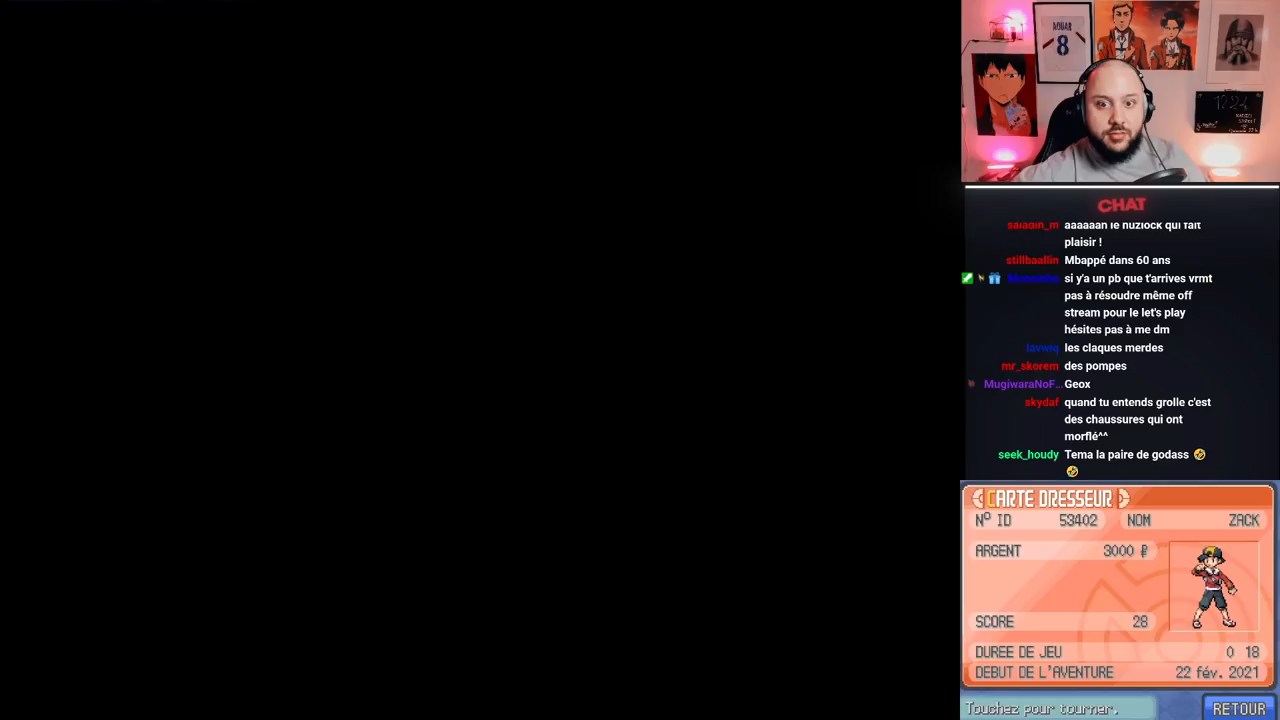 AOUAR
8
CHAT
aaaaaan le nuzlock qui fait
plaisir !
stillbaallin Mbappé dans 60 ans
si y'a un pb que t'arrives vrmt
pas à résoudre même off
stream pour le let's play
hésites pas à me dm
lavwiq les claques merdes
mr_skorem des pompes
MugiwaraNoF... Geox
skydaf quand tu entends grolle c'est
des chaussures qui ont
morflé^^
seek_houdy Tema la paire de godass 🤣
🤣
CARTE DRESSEUR
Nº ID 53402 NOM ZACK
ARGENT 3000 ₽
SCORE 28
DUREE DE JEU 0 18
DEBUT DE L'AVENTURE 22 fév. 2021
Touchez pour tourner. RETOUR